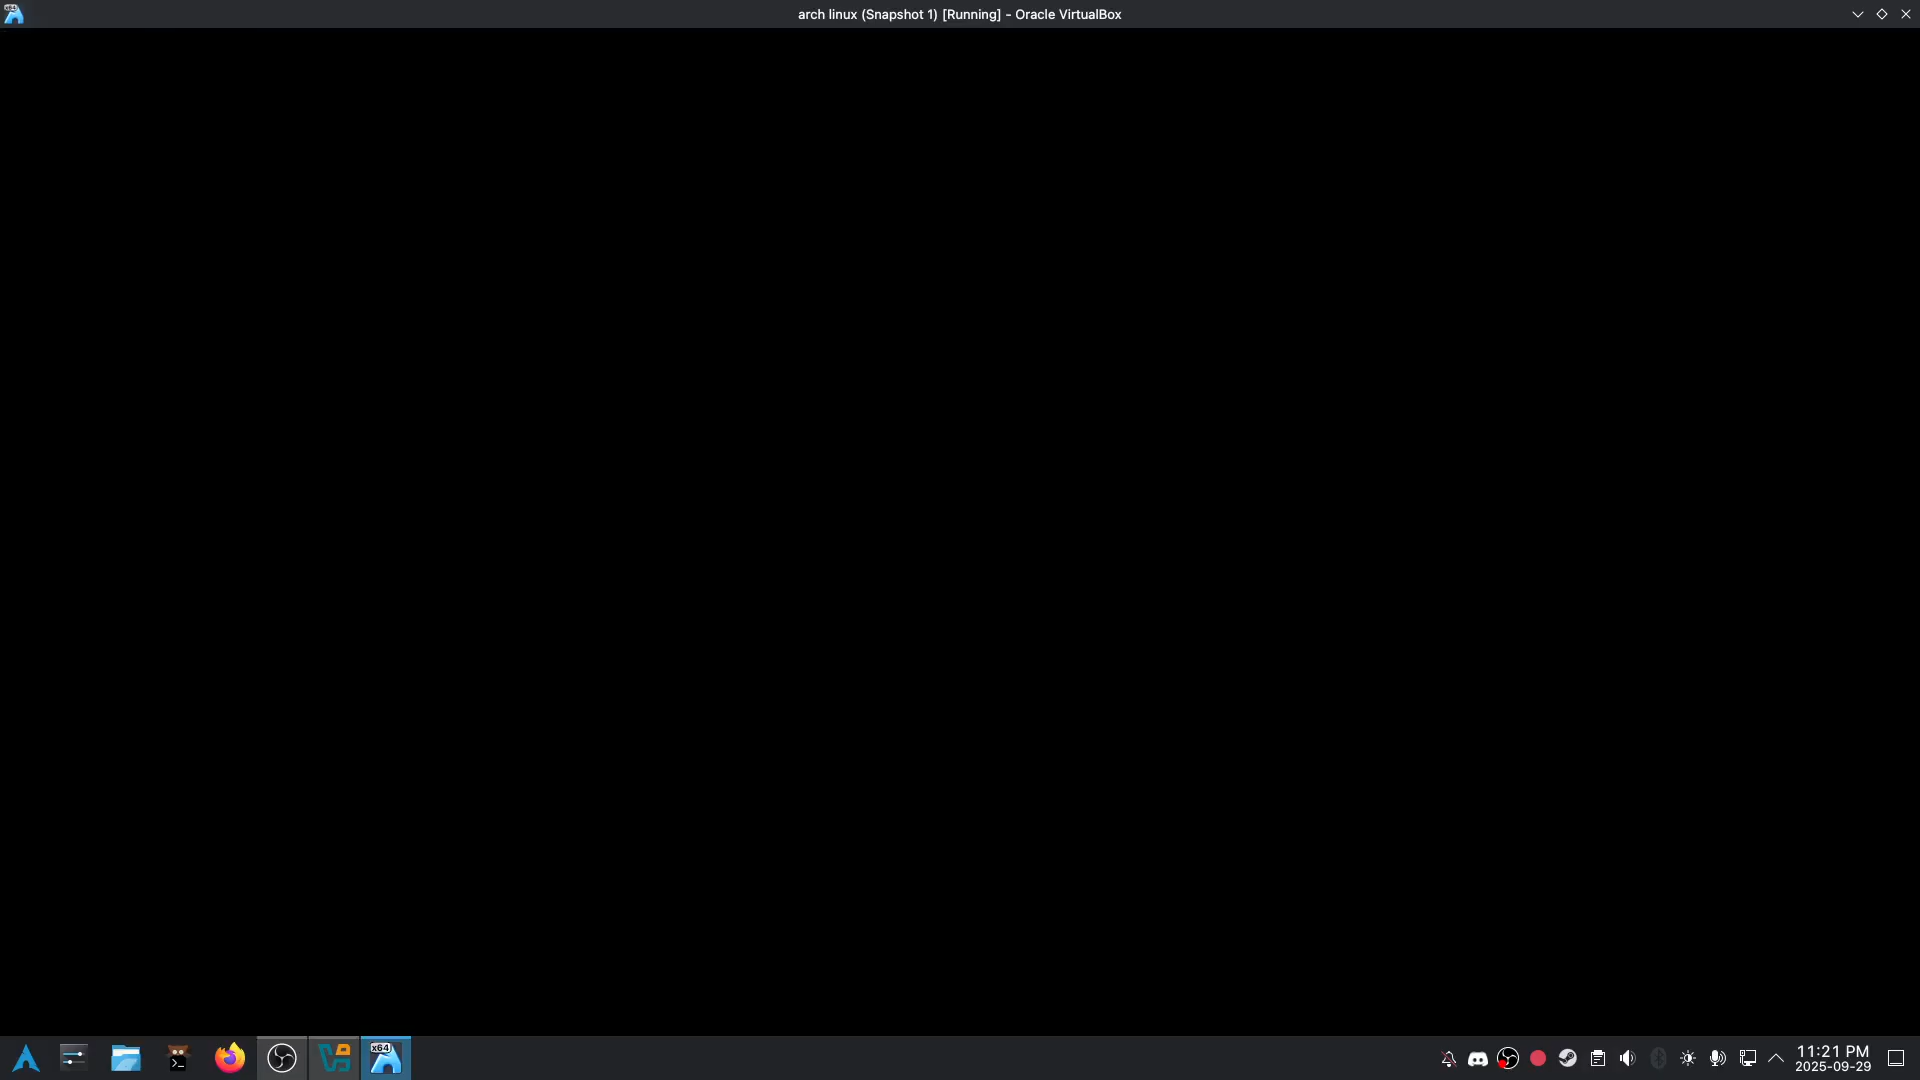 arch linux (Snapshot 1) [Running] - Oracle VirtualBox
x64
11:21 PM
2025-09-29